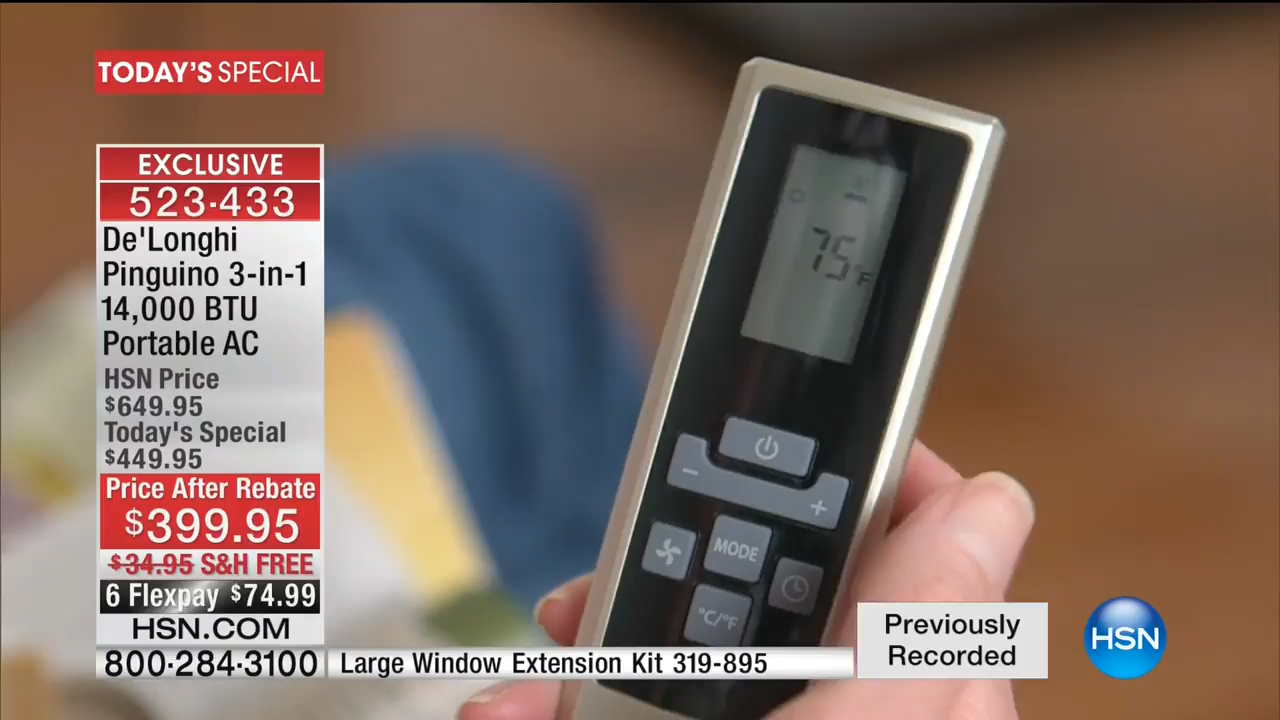 TODAY'S SPECIAL
EXCLUSIVE
523-433
De'Longhi
Pinguino 3-in-1
14,000 BTU
Portable AC
HSN Price
$649.95
Today's Special
$449.95
Price After Rebate
$399.95
$34.95 S&H FREE
6 Flexpay $74.99
HSN.COM
800-284-3100
Large Window Extension Kit 319-895
75°F
MODE
°C/°F
Previously
Recorded
HSN